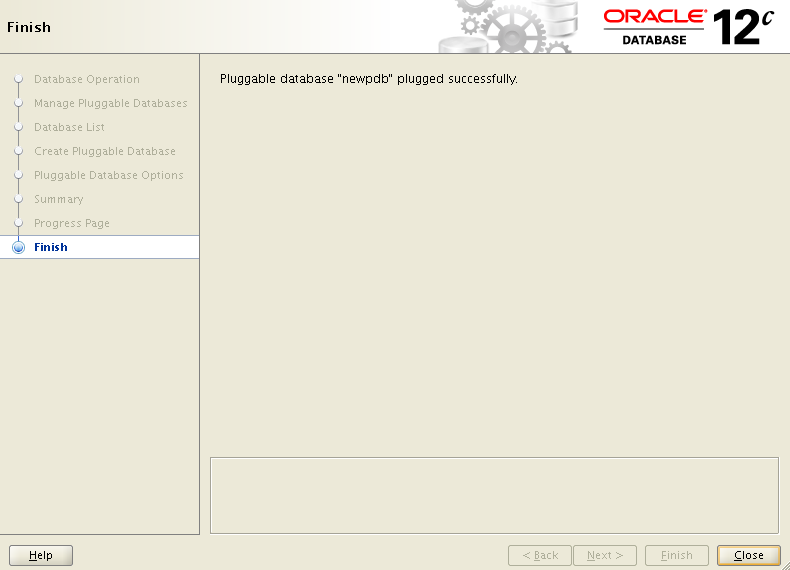 Finish
ORACLE®
DATABASE
12c
Database Operation
Manage Pluggable Databases
Database List
Create Pluggable Database
Pluggable Database Options
Summary
Progress Page
Finish
Pluggable database "newpdb" plugged successfully.
Help
< Back
Next >
Finish
Close